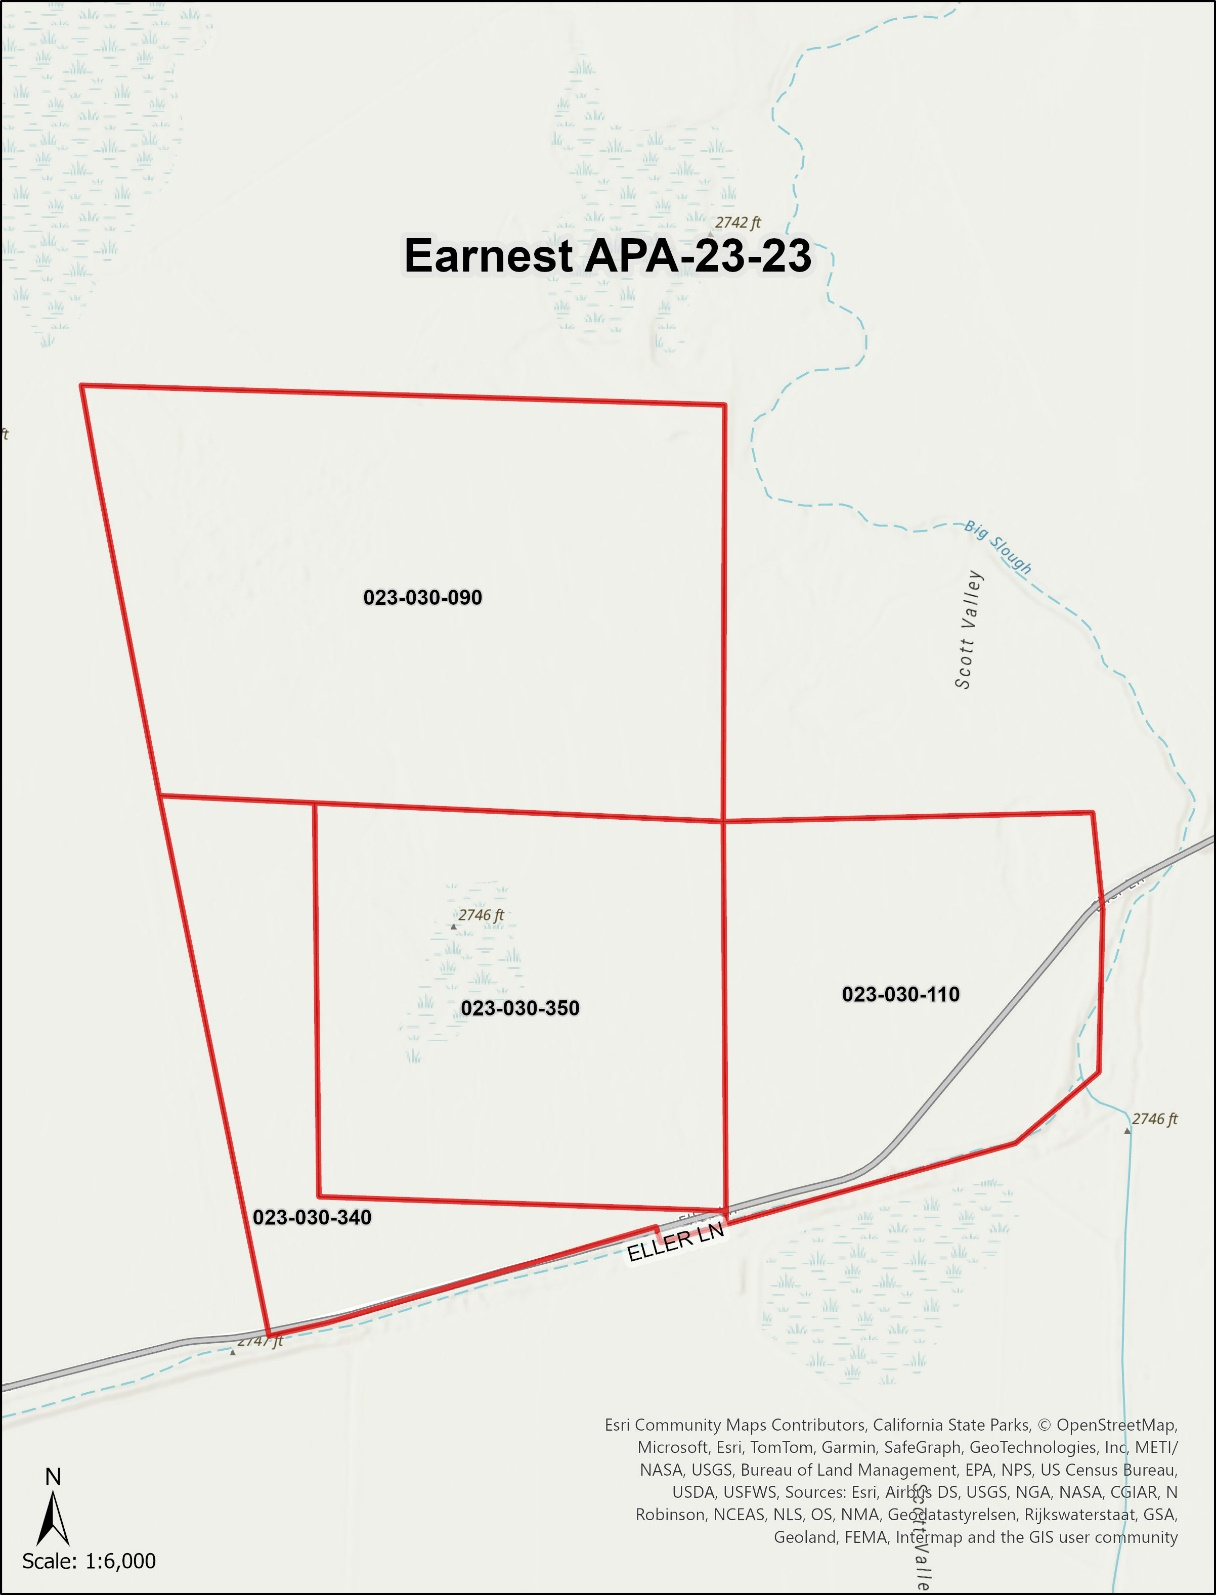 2742 ft
Earnest APA-23-23
ft
Big Slough
Scott Valley
023-030-090
2746 ft
023-030-350
023-030-110
2746 ft
023-030-340
ELLER LN
2747 ft
Esri Community Maps Contributors, California State Parks, © OpenStreetMap,
Microsoft, Esri, TomTom, Garmin, SafeGraph, GeoTechnologies, Inc, METI/
NASA, USGS, Bureau of Land Management, EPA, NPS, US Census Bureau,
USDA, USFWS, Sources: Esri, Airbus DS, USGS, NGA, NASA, CGIAR, N
Robinson, NCEAS, NLS, OS, NMA, Geodatastyrelsen, Rijkswaterstaat, GSA,
Geoland, FEMA, Intermap and the GIS user community
Scott Valle
N
Scale: 1:6,000